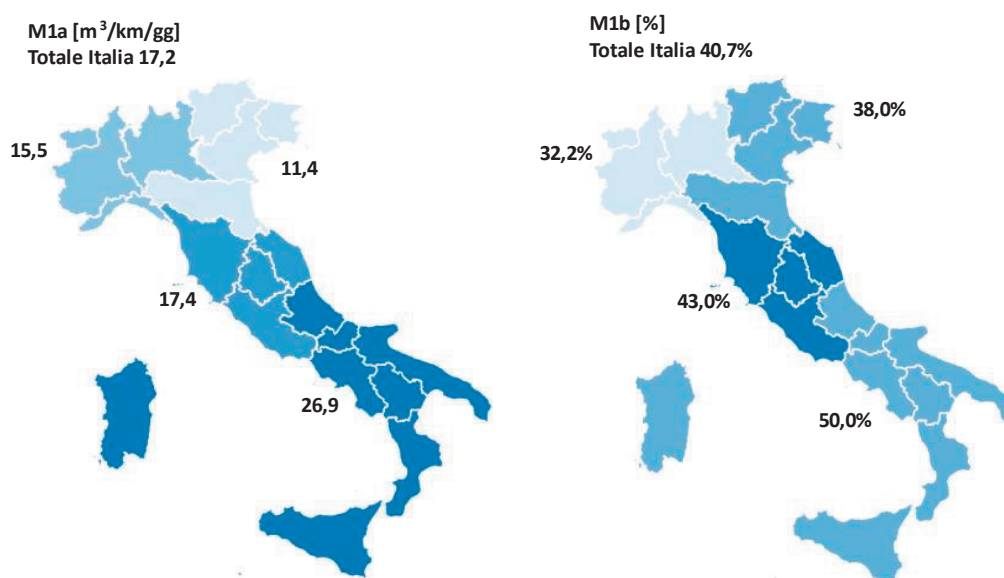 M1a [m³/km/gg]
Totale Italia 17,2
15,5
11,4
17,4
26,9
M1b [%]
Totale Italia 40,7%
38,0%
32,2%
43,0%
50,0%